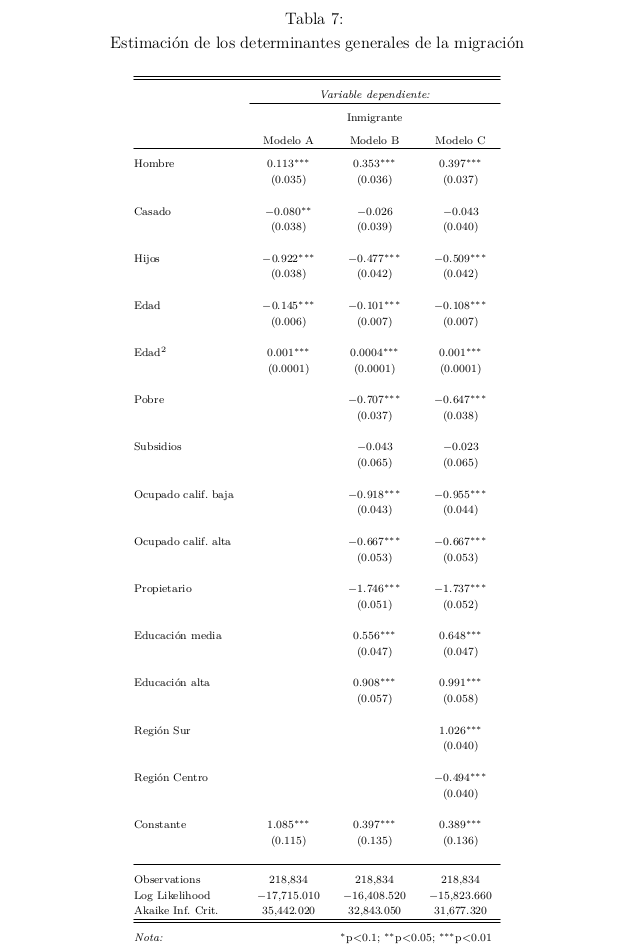 Tabla 7:
Estimación de los determinantes generales de la migración
Variable dependiente:
Inmigrante
Modelo A Modelo B Modelo C
Hombre 0.113*** 0.353*** 0.397***
(0.035) (0.036) (0.037)
Casado −0.080** −0.026 −0.043
(0.038) (0.039) (0.040)
Hijos −0.922*** −0.477*** −0.509***
(0.038) (0.042) (0.042)
Edad −0.145*** −0.101*** −0.108***
(0.006) (0.007) (0.007)
Edad² 0.001*** 0.0004*** 0.001***
(0.0001) (0.0001) (0.0001)
Pobre −0.707*** −0.647***
(0.037) (0.038)
Subsidios −0.043 −0.023
(0.065) (0.065)
Ocupado calif. baja −0.918*** −0.955***
(0.043) (0.044)
Ocupado calif. alta −0.667*** −0.667***
(0.053) (0.053)
Propietario −1.746*** −1.737***
(0.051) (0.052)
Educación media 0.556*** 0.648***
(0.047) (0.047)
Educación alta 0.908*** 0.991***
(0.057) (0.058)
Región Sur 1.026***
(0.040)
Región Centro −0.494***
(0.040)
Constante 1.085*** 0.397*** 0.389***
(0.115) (0.135) (0.136)
Observations 218,834 218,834 218,834
Log Likelihood −17,715.010 −16,408.520 −15,823.660
Akaike Inf. Crit. 35,442.020 32,843.050 31,677.320
Nota: *p<0.1; **p<0.05; ***p<0.01